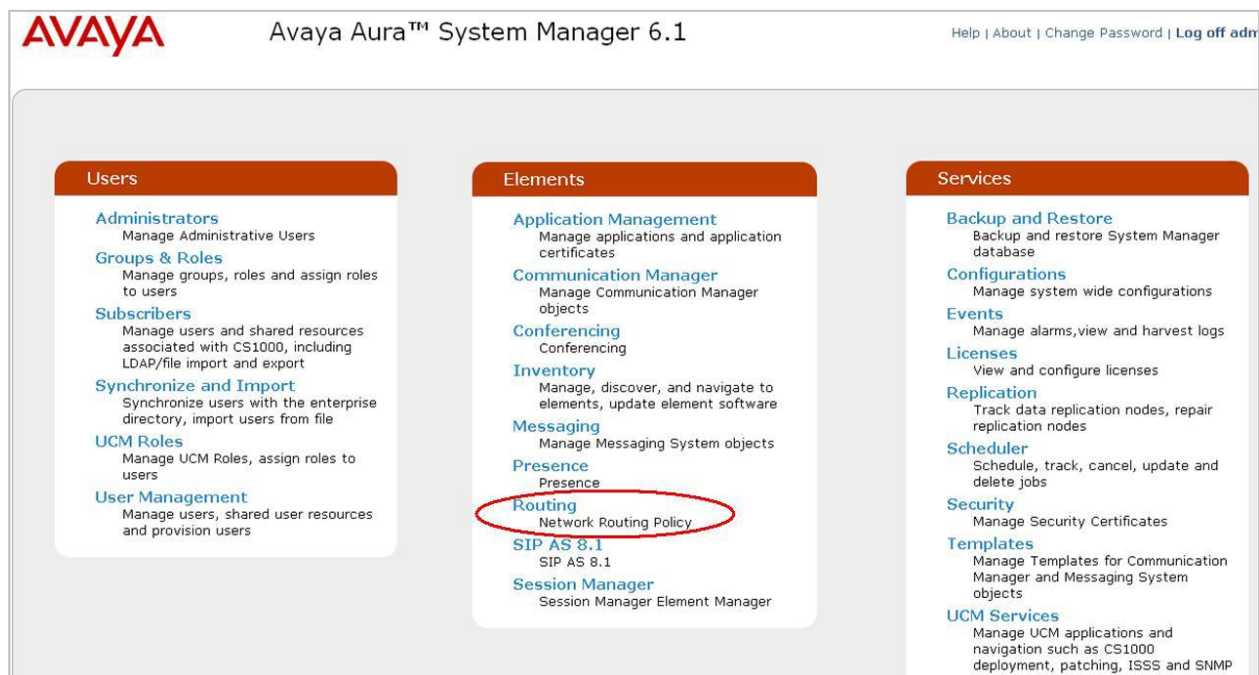 AVAYA
Avaya Aura™ System Manager 6.1
Help | About | Change Password | Log off adm
Users
Administrators
Manage Administrative Users
Groups & Roles
Manage groups, roles and assign roles
to users
Subscribers
Manage users and shared resources
associated with CS1000, including
LDAP/file import and export
Synchronize and Import
Synchronize users with the enterprise
directory, import users from file
UCM Roles
Manage UCM Roles, assign roles to
users
User Management
Manage users, shared user resources
and provision users
Elements
Application Management
Manage applications and application
certificates
Communication Manager
Manage Communication Manager
objects
Conferencing
Conferencing
Inventory
Manage, discover, and navigate to
elements, update element software
Messaging
Manage Messaging System objects
Presence
Presence
Routing
Network Routing Policy
SIP AS 8.1
SIP AS 8.1
Session Manager
Session Manager Element Manager
Services
Backup and Restore
Backup and restore System Manager
database
Configurations
Manage system wide configurations
Events
Manage alarms,view and harvest logs
Licenses
View and configure licenses
Replication
Track data replication nodes, repair
replication nodes
Scheduler
Schedule, track, cancel, update and
delete jobs
Security
Manage Security Certificates
Templates
Manage Templates for Communication
Manager and Messaging System
objects
UCM Services
Manage UCM applications and
navigation such as CS1000
deployment, patching, ISSS and SNMP